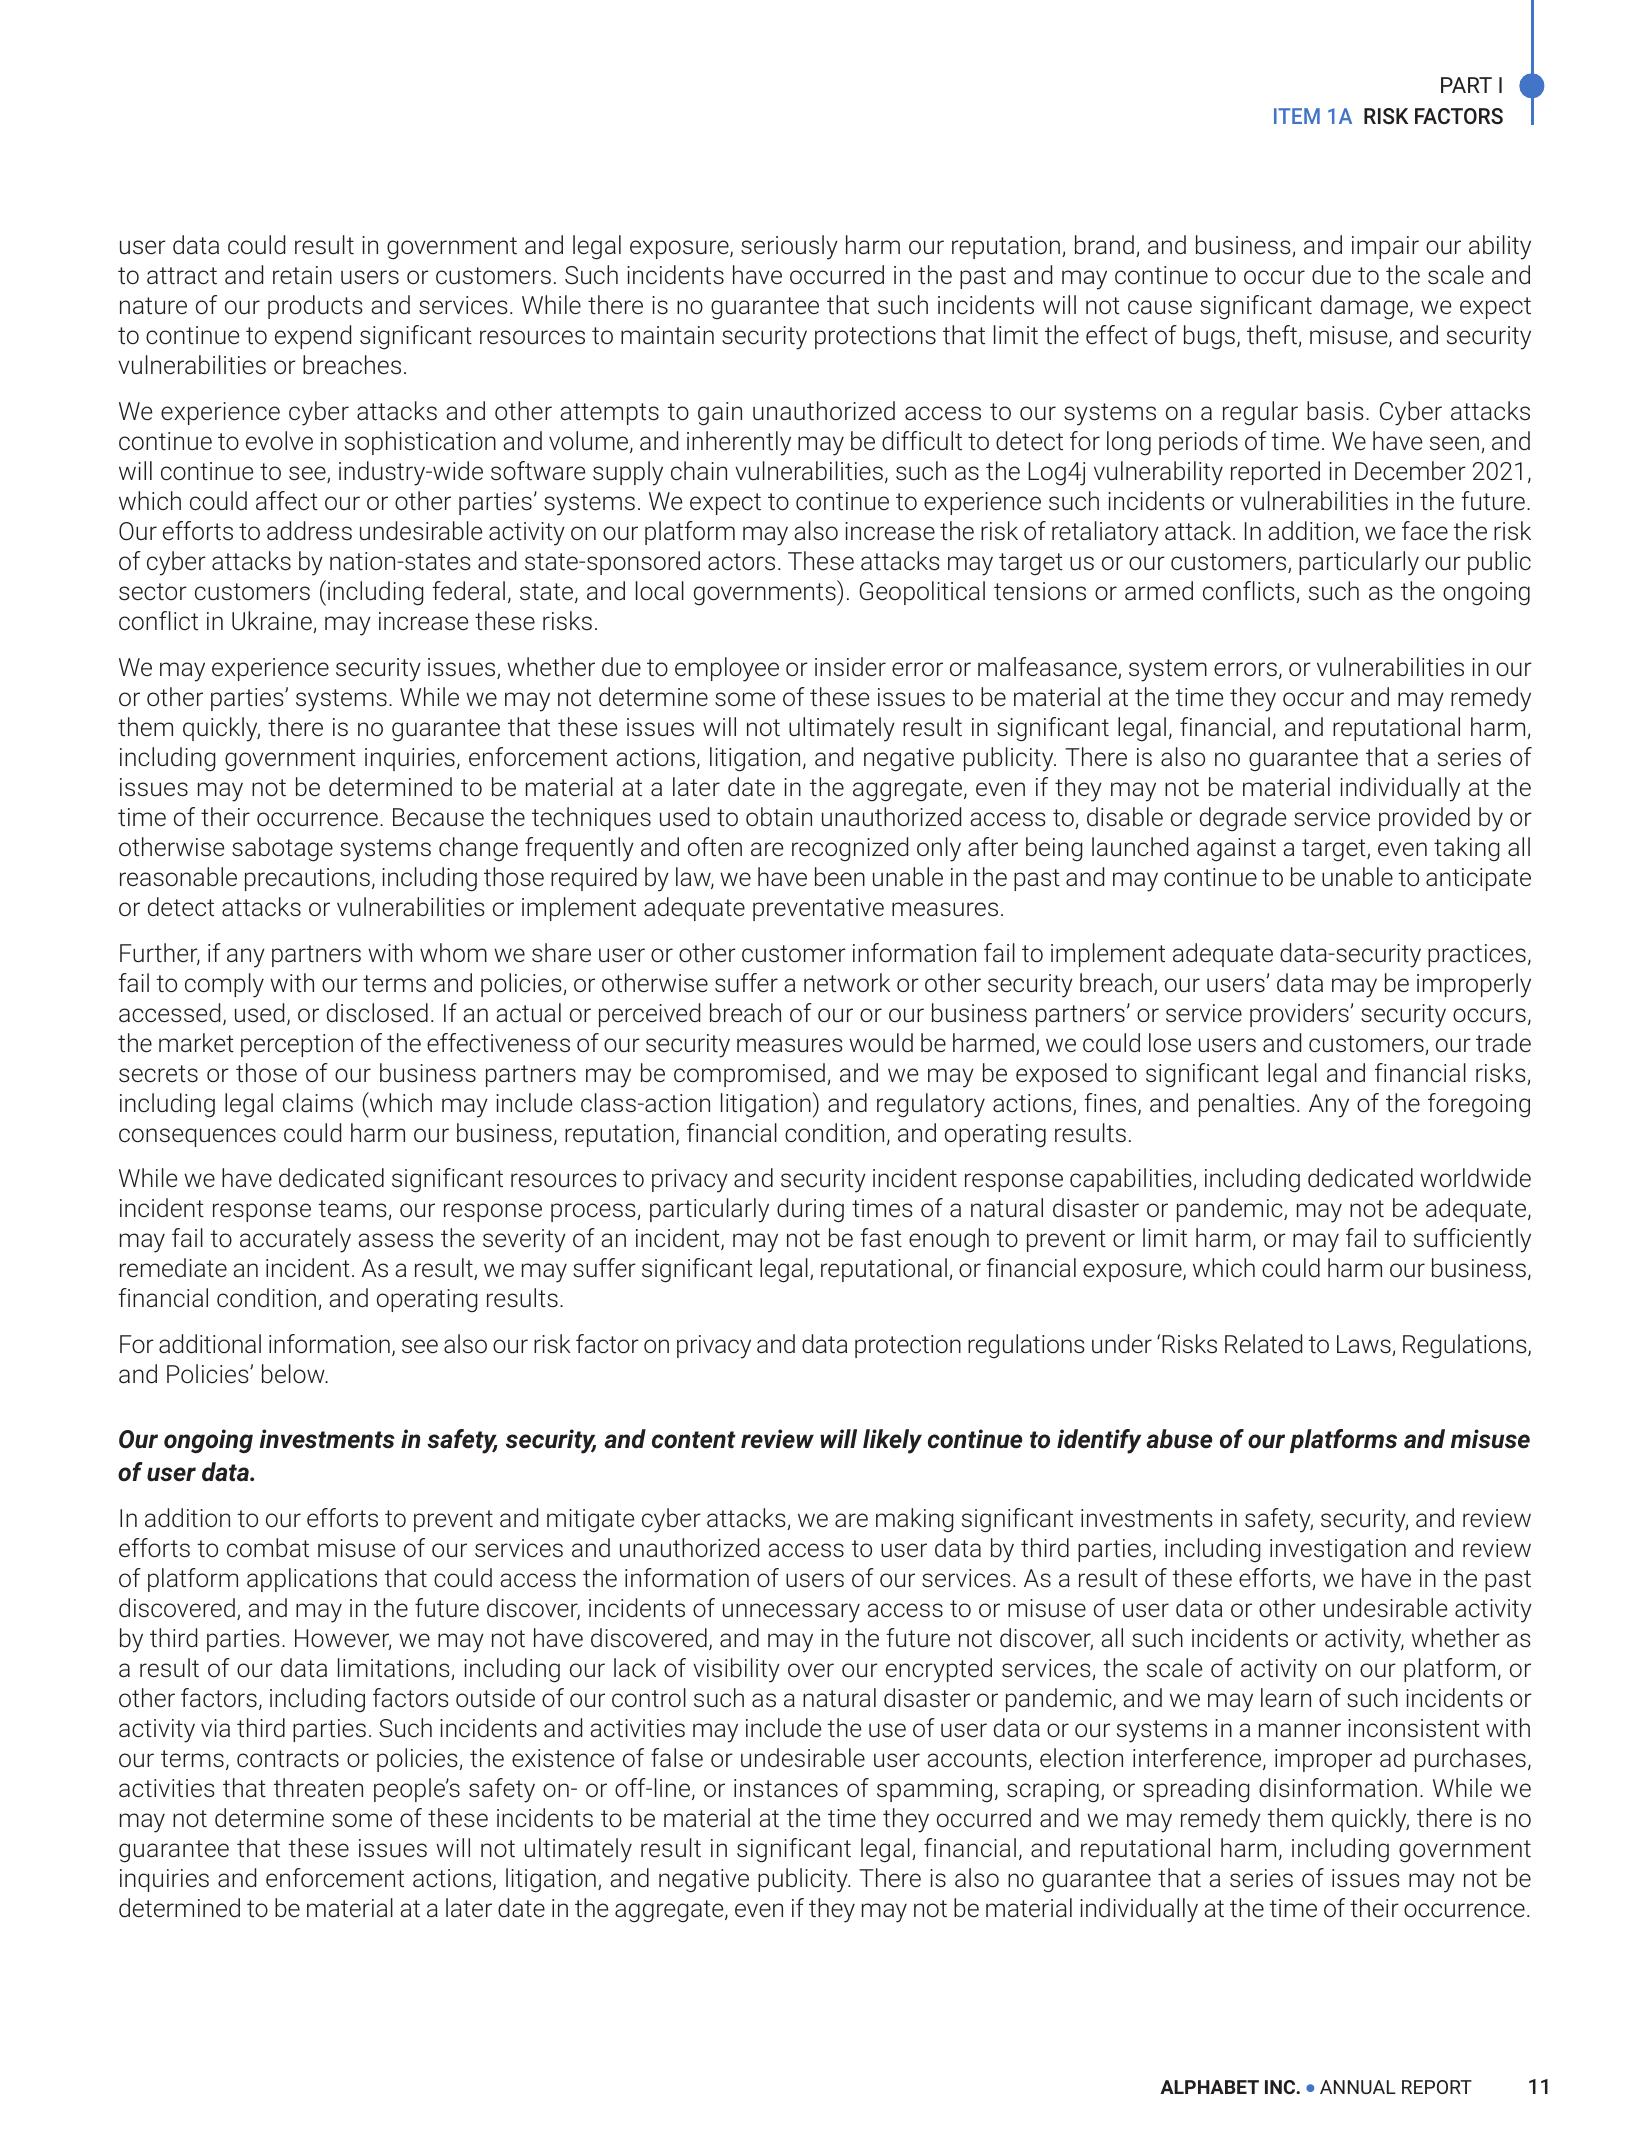 PART I
ITEM 1A RISK FACTORS
user data could result in government and legal exposure, seriously harm our reputation, brand, and business, and impair our ability
to attract and retain users or customers. Such incidents have occurred in the past and may continue to occur due to the scale and
nature of our products and services. While there is no guarantee that such incidents will not cause significant damage, we expect
to continue to expend significant resources to maintain security protections that limit the effect of bugs, theft, misuse, and security
vulnerabilities or breaches.
We experience cyber attacks and other attempts to gain unauthorized access to our systems on a regular basis. Cyber attacks
continue to evolve in sophistication and volume, and inherently may be difficult to detect for long periods of time. We have seen, and
will continue to see, industry-wide software supply chain vulnerabilities, such as the Log4j vulnerability reported in December 2021,
which could affect our or other parties’ systems. We expect to continue to experience such incidents or vulnerabilities in the future.
Our efforts to address undesirable activity on our platform may also increase the risk of retaliatory attack. In addition, we face the risk
of cyber attacks by nation-states and state-sponsored actors. These attacks may target us or our customers, particularly our public
sector customers (including federal, state, and local governments). Geopolitical tensions or armed conflicts, such as the ongoing
conflict in Ukraine, may increase these risks.
We may experience security issues, whether due to employee or insider error or malfeasance, system errors, or vulnerabilities in our
or other parties’ systems. While we may not determine some of these issues to be material at the time they occur and may remedy
them quickly, there is no guarantee that these issues will not ultimately result in significant legal, financial, and reputational harm,
including government inquiries, enforcement actions, litigation, and negative publicity. There is also no guarantee that a series of
issues may not be determined to be material at a later date in the aggregate, even if they may not be material individually at the
time of their occurrence. Because the techniques used to obtain unauthorized access to, disable or degrade service provided by or
otherwise sabotage systems change frequently and often are recognized only after being launched against a target, even taking all
reasonable precautions, including those required by law, we have been unable in the past and may continue to be unable to anticipate
or detect attacks or vulnerabilities or implement adequate preventative measures.
Further, if any partners with whom we share user or other customer information fail to implement adequate data-security practices,
fail to comply with our terms and policies, or otherwise suffer a network or other security breach, our users’ data may be improperly
accessed, used, or disclosed. If an actual or perceived breach of our or our business partners’ or service providers’ security occurs,
the market perception of the effectiveness of our security measures would be harmed, we could lose users and customers, our trade
secrets or those of our business partners may be compromised, and we may be exposed to significant legal and financial risks,
including legal claims (which may include class-action litigation) and regulatory actions, fines, and penalties. Any of the foregoing
consequences could harm our business, reputation, financial condition, and operating results.
While we have dedicated significant resources to privacy and security incident response capabilities, including dedicated worldwide
incident response teams, our response process, particularly during times of a natural disaster or pandemic, may not be adequate,
may fail to accurately assess the severity of an incident, may not be fast enough to prevent or limit harm, or may fail to sufficiently
remediate an incident. As a result, we may suffer significant legal, reputational, or financial exposure, which could harm our business,
financial condition, and operating results.
For additional information, see also our risk factor on privacy and data protection regulations under ‘Risks Related to Laws, Regulations,
and Policies’ below.
Our ongoing investments in safety, security, and content review will likely continue to identify abuse of our platforms and misuse
of user data.
In addition to our efforts to prevent and mitigate cyber attacks, we are making significant investments in safety, security, and review
efforts to combat misuse of our services and unauthorized access to user data by third parties, including investigation and review
of platform applications that could access the information of users of our services. As a result of these efforts, we have in the past
discovered, and may in the future discover, incidents of unnecessary access to or misuse of user data or other undesirable activity
by third parties. However, we may not have discovered, and may in the future not discover, all such incidents or activity, whether as
a result of our data limitations, including our lack of visibility over our encrypted services, the scale of activity on our platform, or
other factors, including factors outside of our control such as a natural disaster or pandemic, and we may learn of such incidents or
activity via third parties. Such incidents and activities may include the use of user data or our systems in a manner inconsistent with
our terms, contracts or policies, the existence of false or undesirable user accounts, election interference, improper ad purchases,
activities that threaten people’s safety on- or off-line, or instances of spamming, scraping, or spreading disinformation. While we
may not determine some of these incidents to be material at the time they occurred and we may remedy them quickly, there is no
guarantee that these issues will not ultimately result in significant legal, financial, and reputational harm, including government
inquiries and enforcement actions, litigation, and negative publicity. There is also no guarantee that a series of issues may not be
determined to be material at a later date in the aggregate, even if they may not be material individually at the time of their occurrence.
ALPHABET INC. • ANNUAL REPORT 11